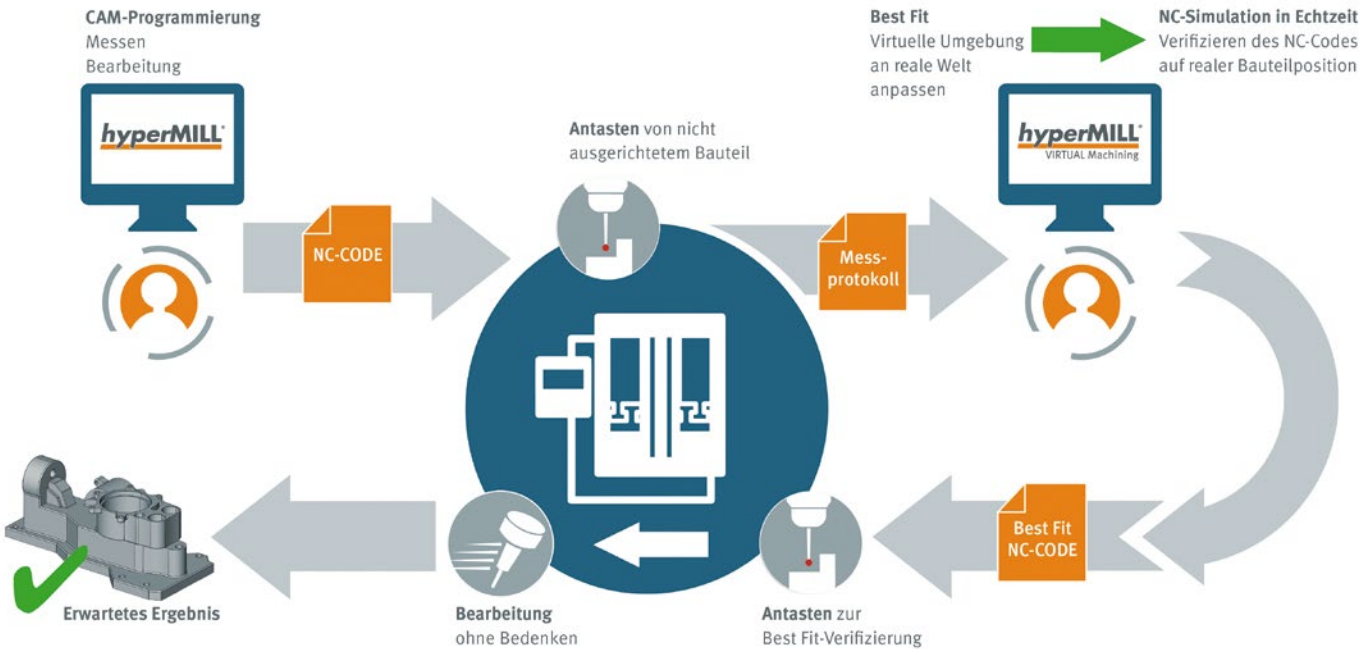 CAM-Programmierung
Messen
Bearbeitung
hyperMILL®
NC-CODE
Antasten von nicht
ausgerichtetem Bauteil
Mess-
protokoll
Best Fit
Virtuelle Umgebung
an reale Welt
anpassen
NC-Simulation in Echtzeit
Verifizieren des NC-Codes
auf realer Bauteilposition
hyperMILL®
VIRTUAL Machining
Best Fit
NC-CODE
Antasten zur
Best Fit-Verifizierung
Bearbeitung
ohne Bedenken
Erwartetes Ergebnis